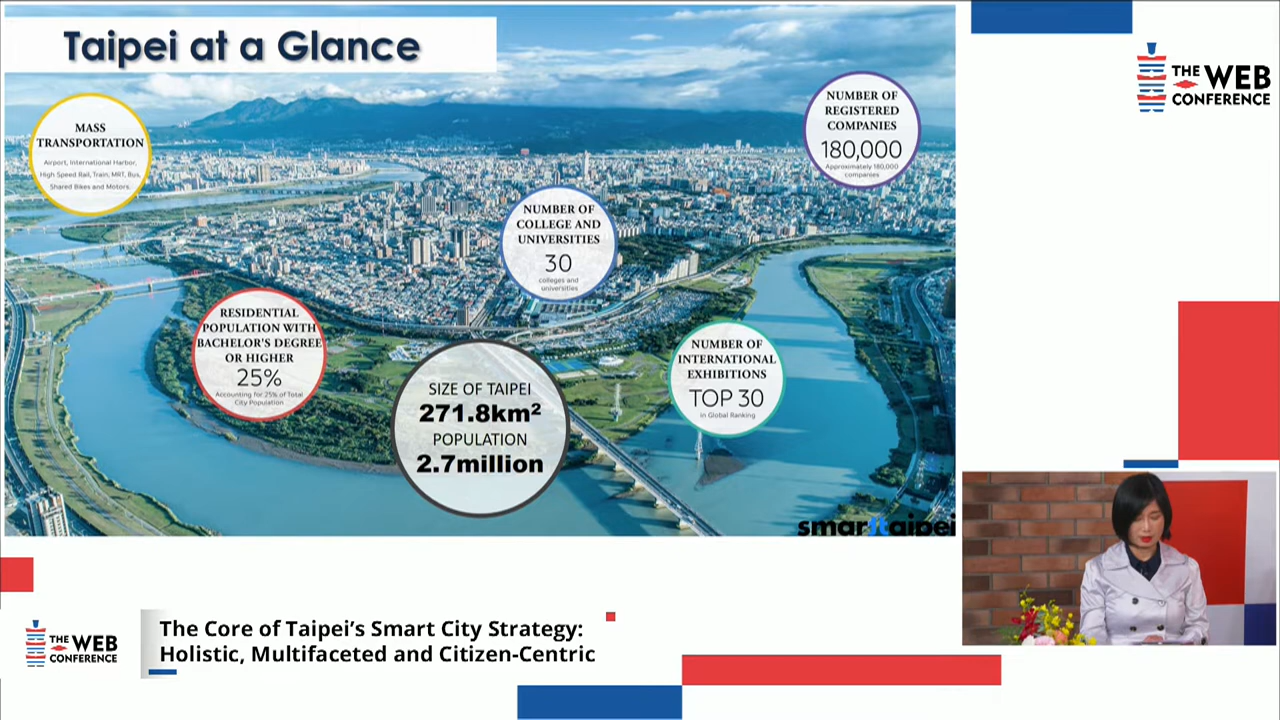 Taipei at a Glance
MASS
TRANSPORTATION
Airport, International Harbor,
High Speed Rail, Train, MRT, Bus,
Shared Bikes and Motors.
NUMBER OF
REGISTERED
COMPANIES
180,000
Approximately 180,000
companies
NUMBER OF
COLLEGE AND
UNIVERSITIES
30
colleges and
universities
RESIDENTIAL
POPULATION WITH
BACHELOR'S DEGREE
OR HIGHER
25%
Accounting for 25% of Total
City Population
SIZE OF TAIPEI
271.8km²
POPULATION
2.7million
NUMBER OF
INTERNATIONAL
EXHIBITIONS
TOP 30
in Global Ranking
smarttaipei
THE WEB
CONFERENCE
THE WEB
CONFERENCE
The Core of Taipei's Smart City Strategy:
Holistic, Multifaceted and Citizen-Centric